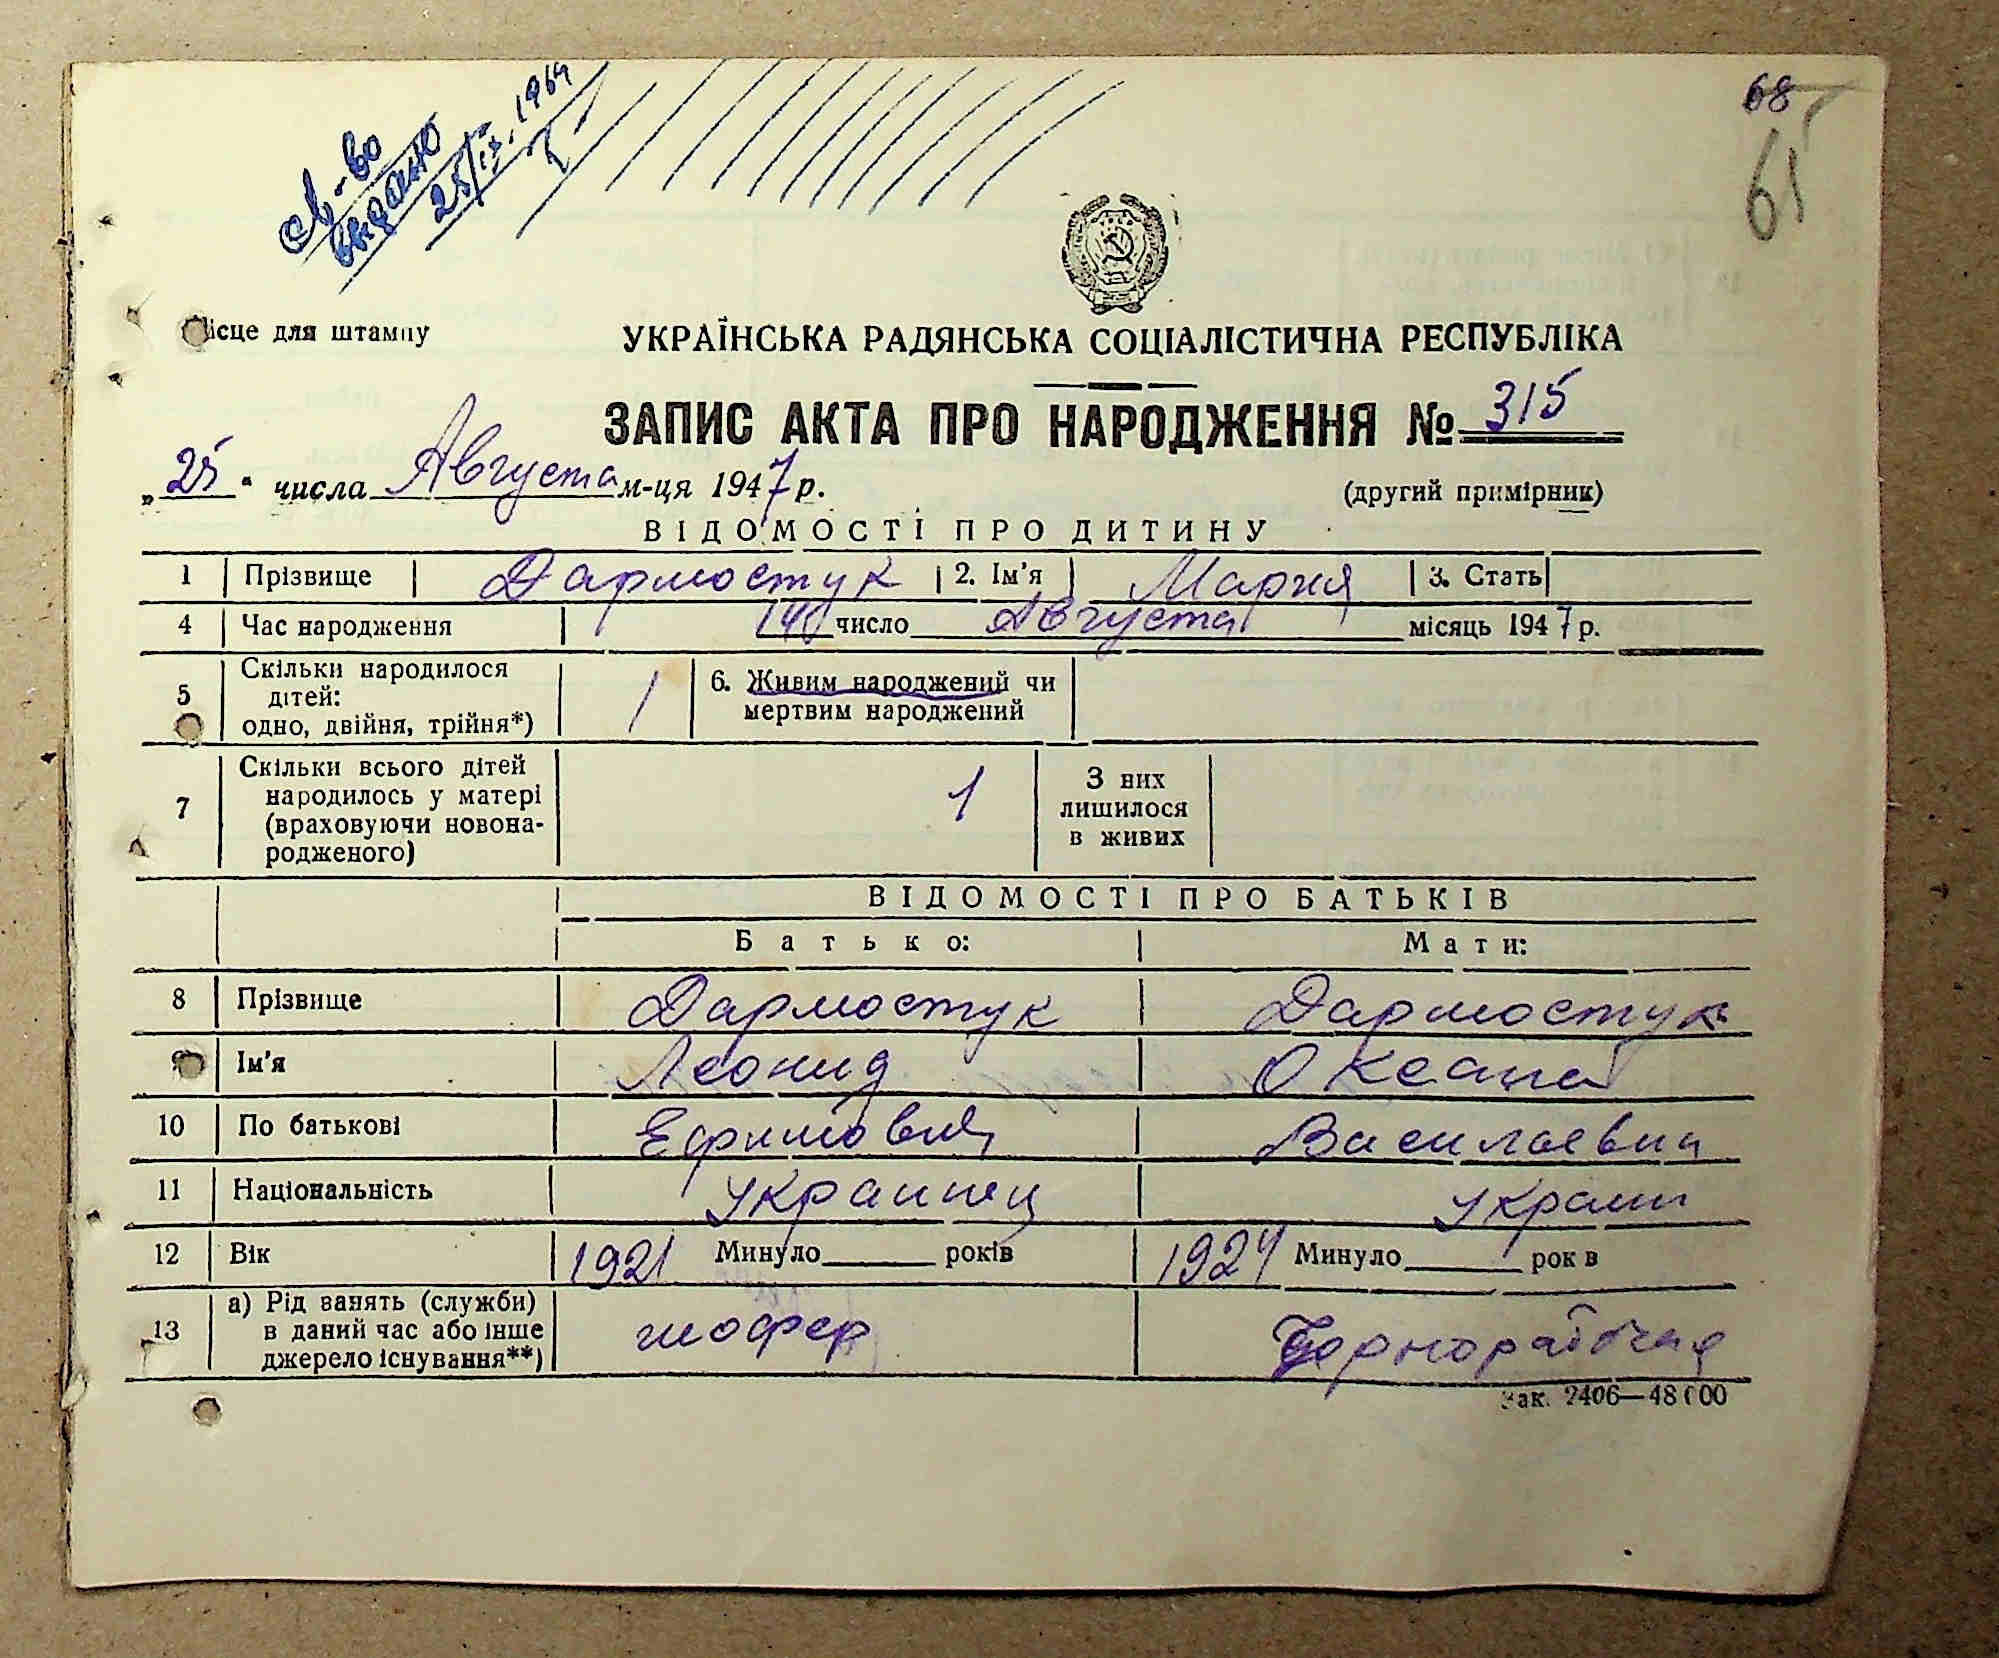 68
65
С-во
видано
25/IX.1964
Місце для штампу
УКРАЇНСЬКА РАДЯНСЬКА СОЦІАЛІСТИЧНА РЕСПУБЛІКА
ЗАПИС АКТА ПРО НАРОДЖЕННЯ № 315
„25“ числа Августа м-ця 1947 р. (другий примірник)
ВІДОМОСТІ ПРО ДИТИНУ
1 Прізвище Дармостук 2. Ім'я Мария 3. Стать
4 Час народження 14 число Августа місяць 1947 р.
5 Скільки народилося дітей: одно, двійня, трійня*) 1 6. Живим народжений чи мертвим народжений
7 Скільки всього дітей народилось у матері (враховуючи новонародженого) 1 З них лишилося в живих
ВІДОМОСТІ ПРО БАТЬКІВ
Батько: Мати:
8 Прізвище Дармостук Дармостук
9 Ім'я Леонид Оксана
10 По батькові Ефимович Васильевна
11 Національність Украинец Украин
12 Вік 1921 Минуло років 1924 Минуло рок в
13 а) Рід занять (служби) в даний час або інше джерело існування**) шофер Чорнорабочая
Зак. 2406—48000